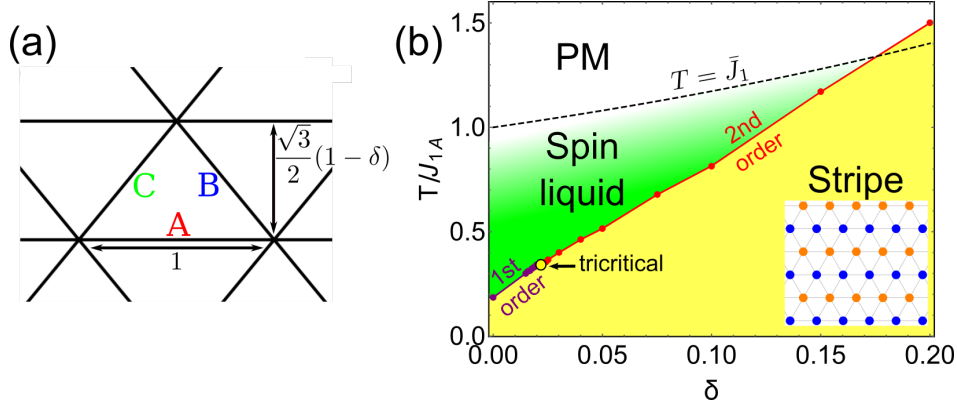 (a)
C
B
A
√3/2 (1 − δ)
1
(b)
T/J₁A
1.5
1.0
0.5
0.0
PM
T = J̄₁
Spin
liquid
2nd
order
Stripe
1st
order
tricritical
0.00
0.05
0.10
0.15
0.20
δ